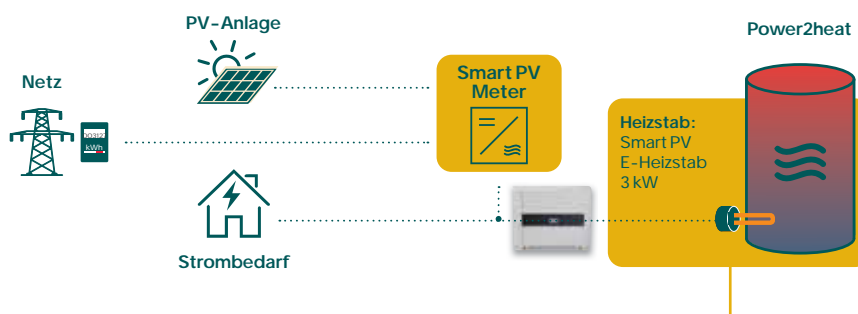 PV-Anlage
Power2heat
Netz
Smart PV
Meter
kWh
Heizstab:
Smart PV
E-Heizstab
3 kW
Strombedarf